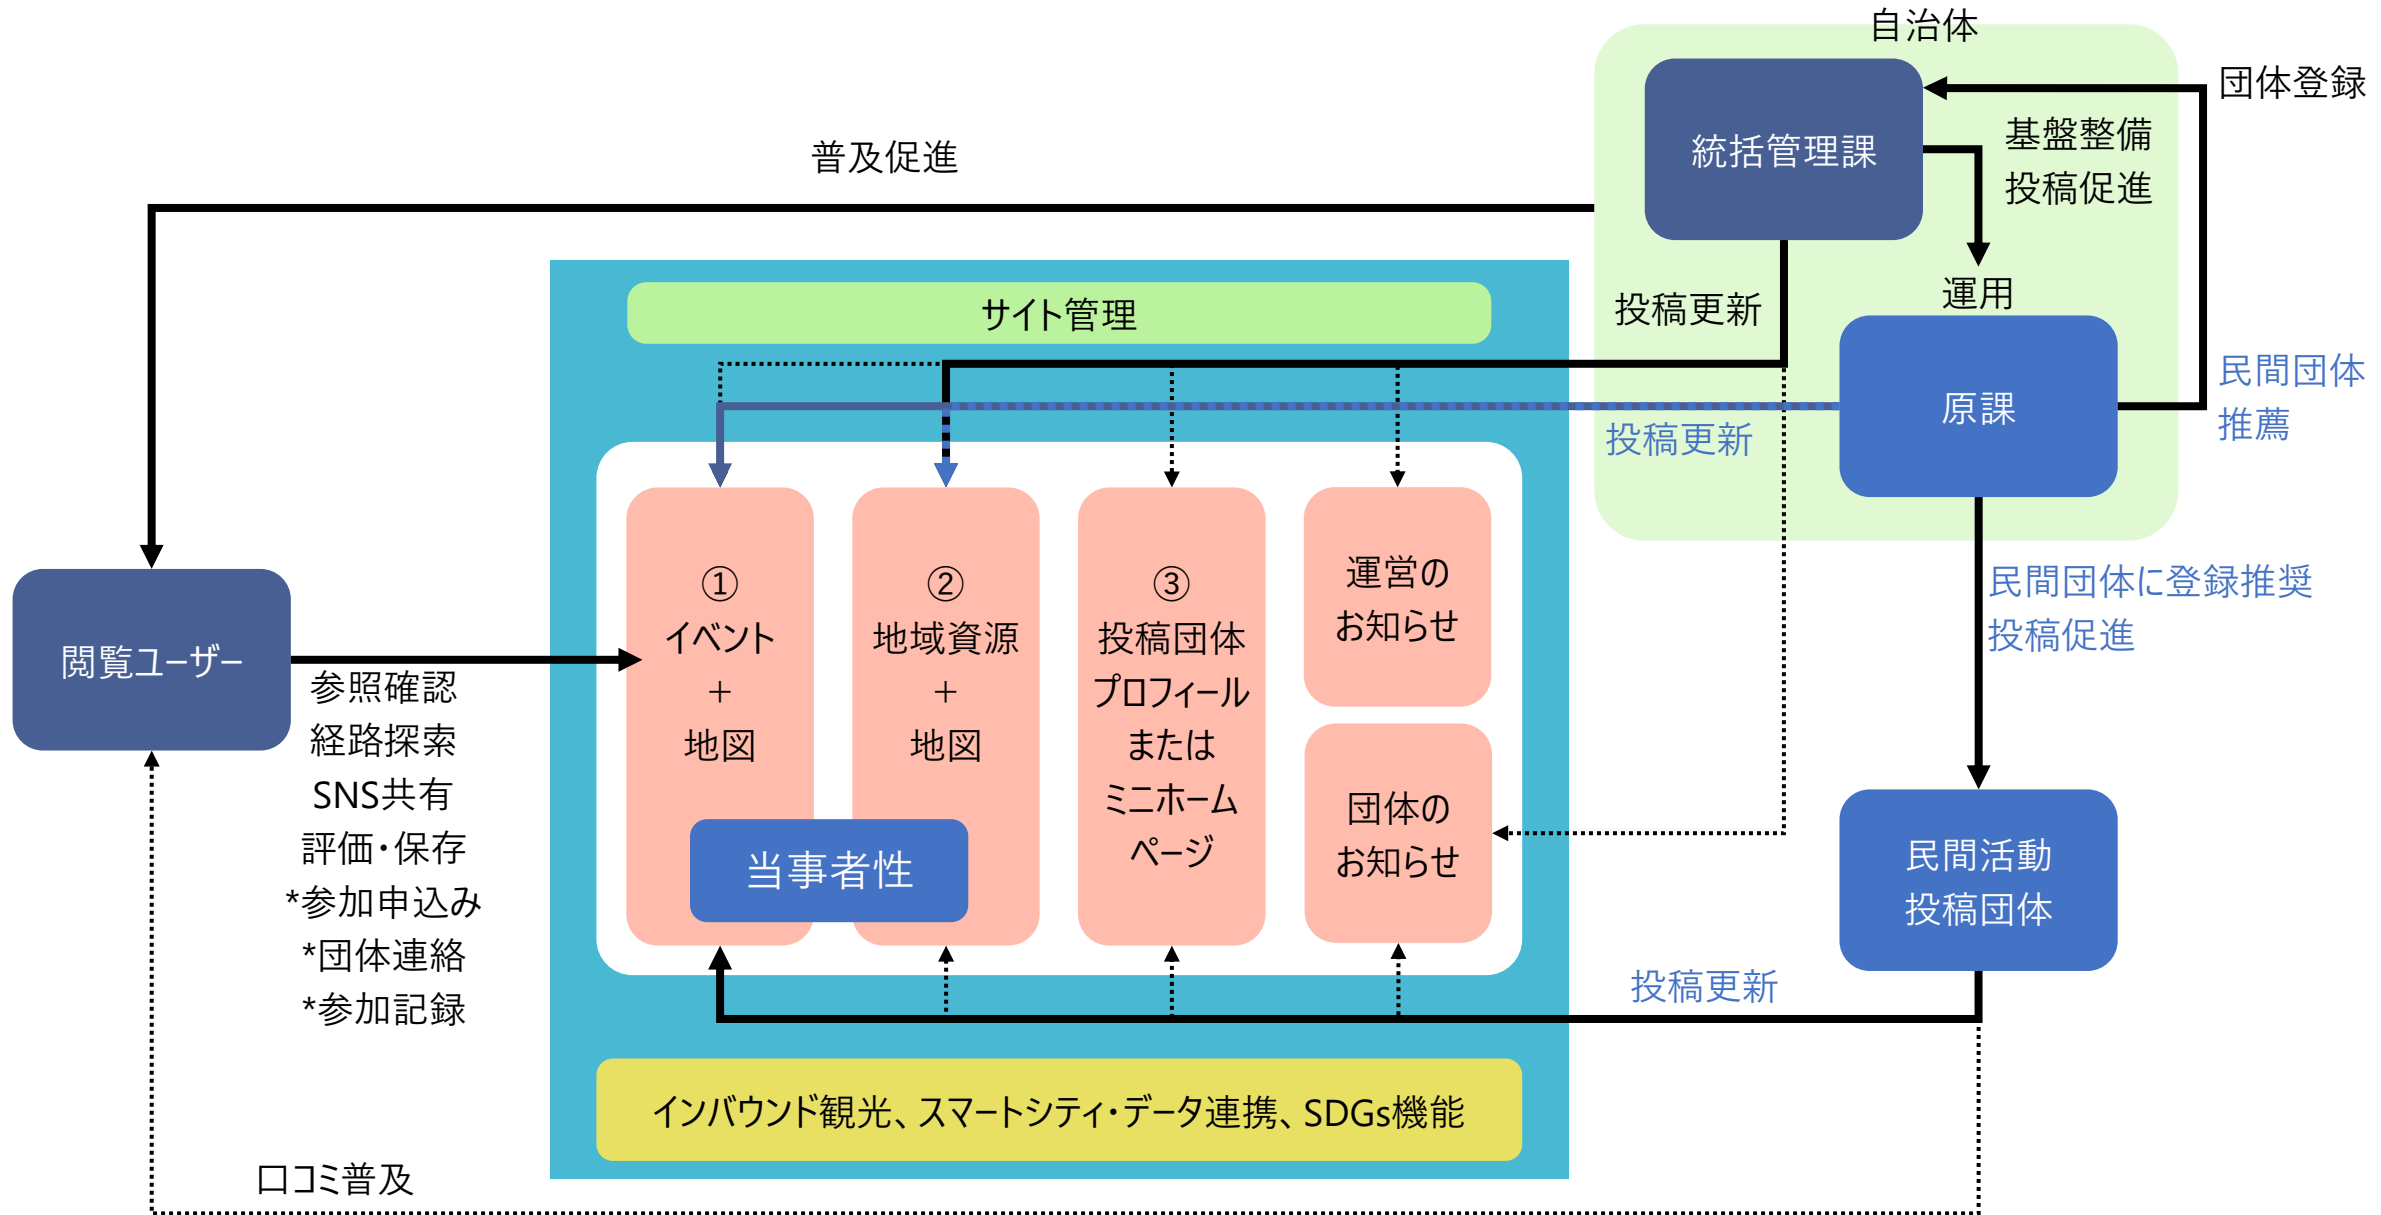 自治体
団体登録
統括管理課
基盤整備
投稿促進
普及促進
運用
投稿更新
サイト管理
民間団体
推薦
原課
投稿更新
①
イベント
＋
地図
②
地域資源
＋
地図
③
投稿団体
プロフィール
または
ミニホーム
ページ
運営の
お知らせ
団体の
お知らせ
当事者性
民間団体に登録推奨
投稿促進
閲覧ユーザー
参照確認
経路探索
SNS共有
評価・保存
*参加申込み
*団体連絡
*参加記録
民間活動
投稿団体
投稿更新
インバウンド観光、スマートシティ・データ連携、SDGs機能
口コミ普及